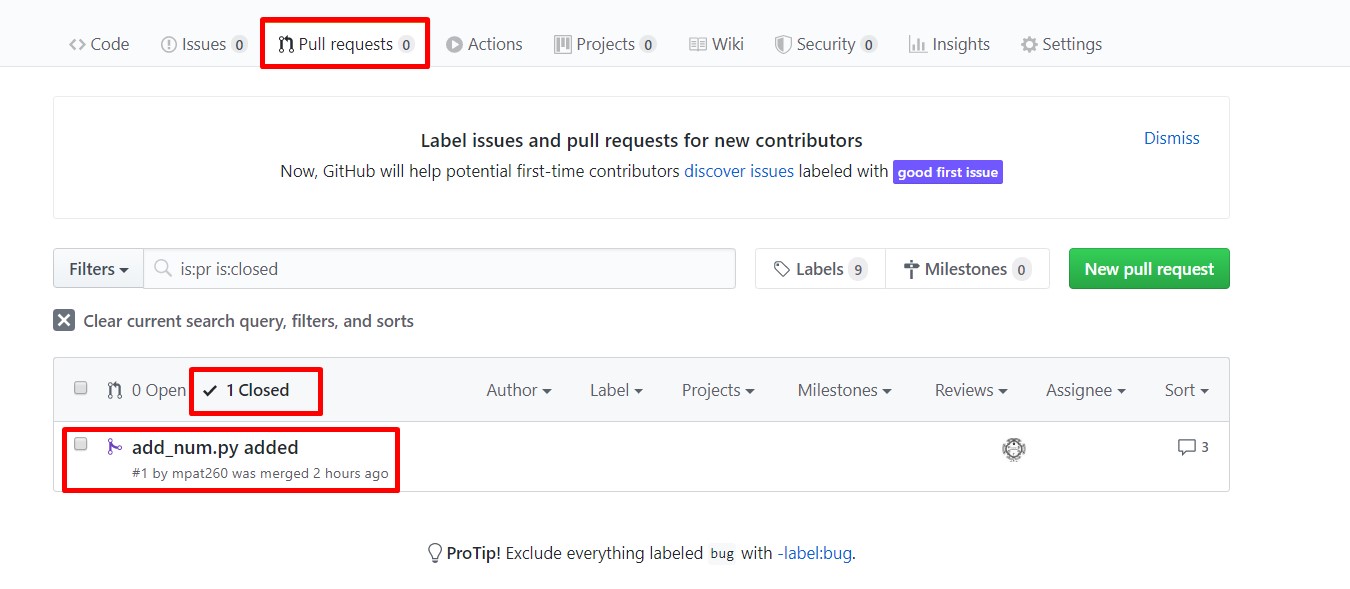 Code Issues 0 Pull requests 0 Actions Projects 0 Wiki Security 0 Insights Settings
Label issues and pull requests for new contributors
Dismiss
Now, GitHub will help potential first-time contributors discover issues labeled with good first issue
Filters is:pr is:closed Labels 9 Milestones 0 New pull request
Clear current search query, filters, and sorts
0 Open 1 Closed Author Label Projects Milestones Reviews Assignee Sort
add_num.py added 3
#1 by mpat260 was merged 2 hours ago
ProTip! Exclude everything labeled bug with -label:bug.